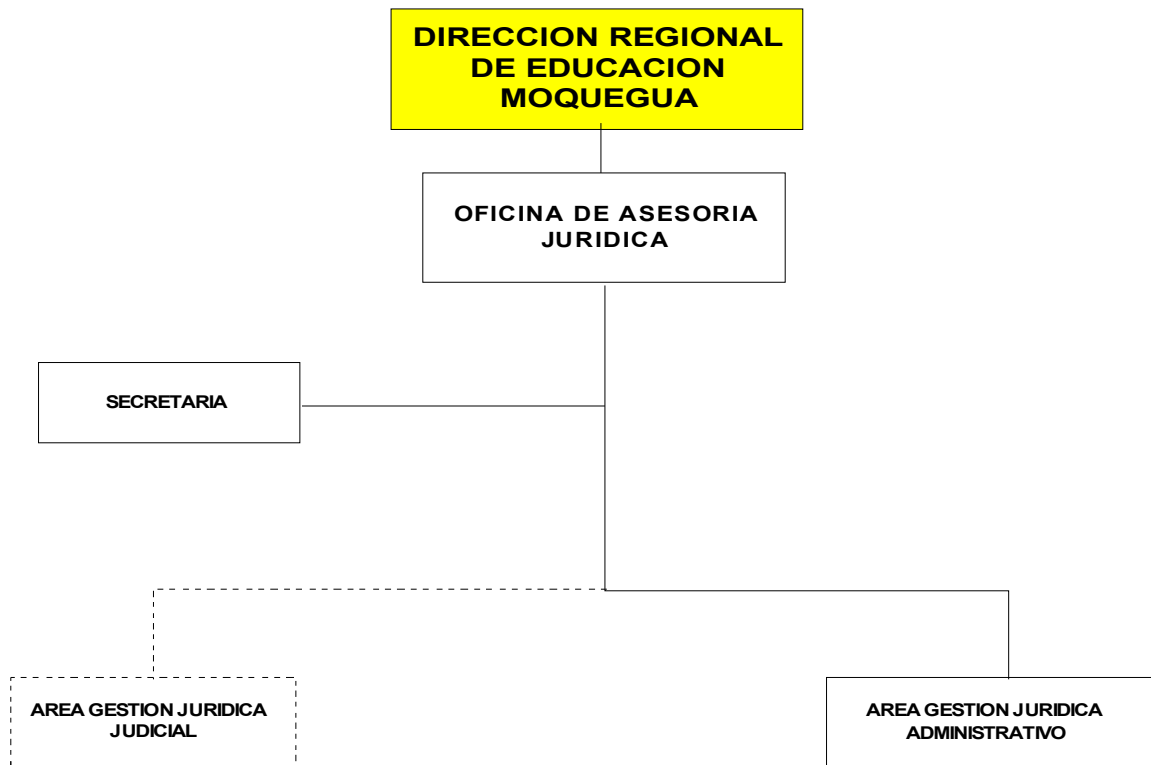 DIRECCION REGIONAL
DE EDUCACION
MOQUEGUA
OFICINA DE ASESORIA
JURIDICA
SECRETARIA
AREA GESTION JURIDICA
JUDICIAL
AREA GESTION JURIDICA
ADMINISTRATIVO